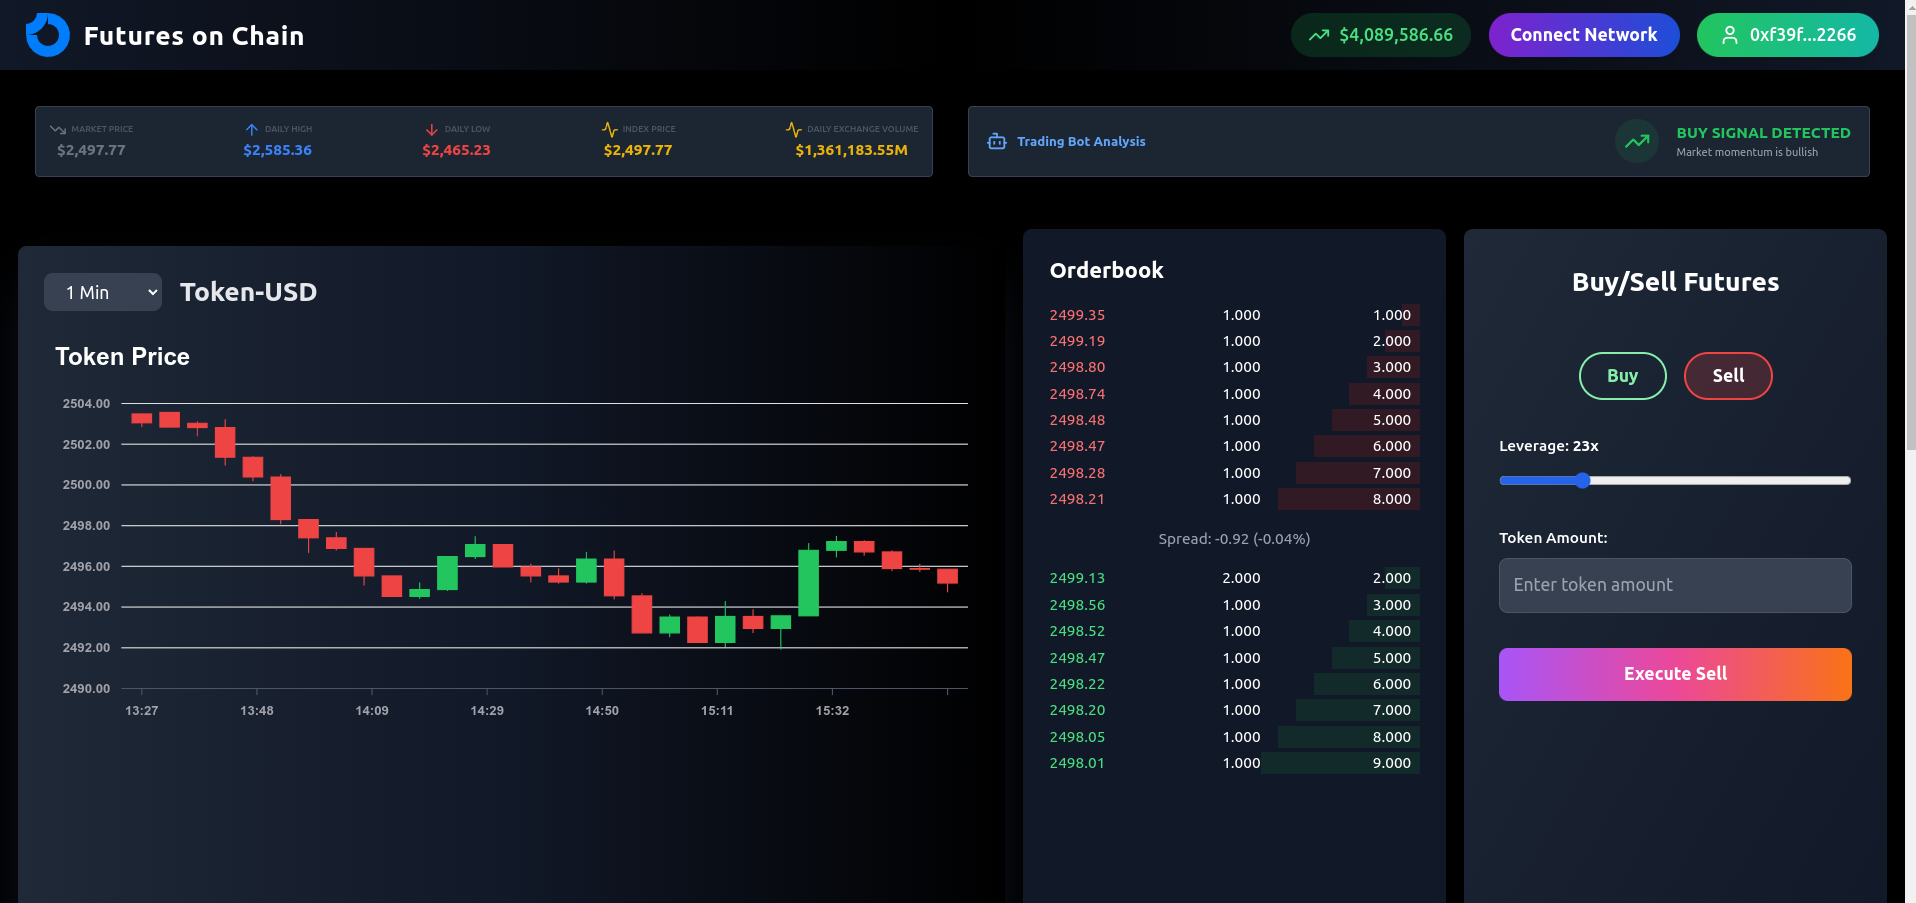 Futures on Chain
$4,089,586.66
Connect Network
0xf39f...2266
MARKET PRICE
$2,497.77
DAILY HIGH
$2,585.36
DAILY LOW
$2,465.23
INDEX PRICE
$2,497.77
DAILY EXCHANGE VOLUME
$1,361,183.55M
Trading Bot Analysis
BUY SIGNAL DETECTED
Market momentum is bullish
1 Min
Token-USD
Token Price
2504.00
2502.00
2500.00
2498.00
2496.00
2494.00
2492.00
2490.00
13:27 13:48 14:09 14:29 14:50 15:11 15:32
Orderbook
2499.35 1.000 1.000
2499.19 1.000 2.000
2498.80 1.000 3.000
2498.74 1.000 4.000
2498.48 1.000 5.000
2498.47 1.000 6.000
2498.28 1.000 7.000
2498.21 1.000 8.000
Spread: -0.92 (-0.04%)
2499.13 2.000 2.000
2498.56 1.000 3.000
2498.52 1.000 4.000
2498.47 1.000 5.000
2498.22 1.000 6.000
2498.20 1.000 7.000
2498.05 1.000 8.000
2498.01 1.000 9.000
Buy/Sell Futures
Buy
Sell
Leverage: 23x
Token Amount:
Enter token amount
Execute Sell